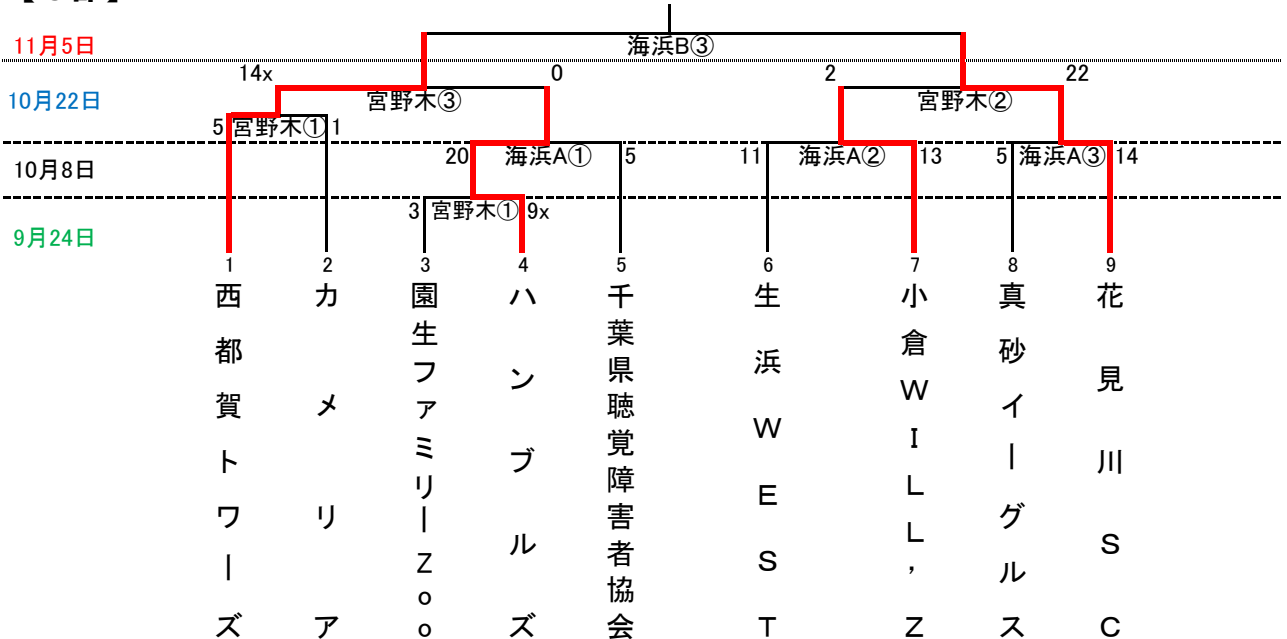 11月5日
海浜B③
14x
0
2
22
10月22日
宮野木③
宮野木②
5
宮野木①
1
10月8日
20
海浜A①
5
11
海浜A②
13
5
海浜A③
14
3
宮野木①
9x
9月24日
1
2
3
4
5
6
7
8
9
西都賀トワーズ
カメリア
園生ファミリーZoo
ハンブルズ
千葉県聴覚障害者協会
生浜WEST
小倉WILL’Z
真砂イーグルス
花見川SC